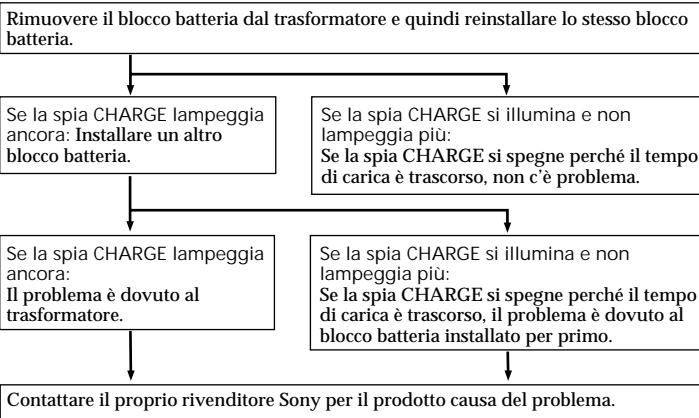 Rimuovere il blocco batteria dal trasformatore e quindi reinstallare lo stesso blocco
batteria.
Se la spia CHARGE lampeggia
ancora: Installare un altro
blocco batteria.
Se la spia CHARGE si illumina e non
lampeggia più:
Se la spia CHARGE si spegne perché il tempo
di carica è trascorso, non c'è problema.
Se la spia CHARGE lampeggia
ancora:
Il problema è dovuto al
trasformatore.
Se la spia CHARGE si illumina e non
lampeggia più:
Se la spia CHARGE si spegne perché il tempo
di carica è trascorso, il problema è dovuto al
blocco batteria installato per primo.
Contattare il proprio rivenditore Sony per il prodotto causa del problema.